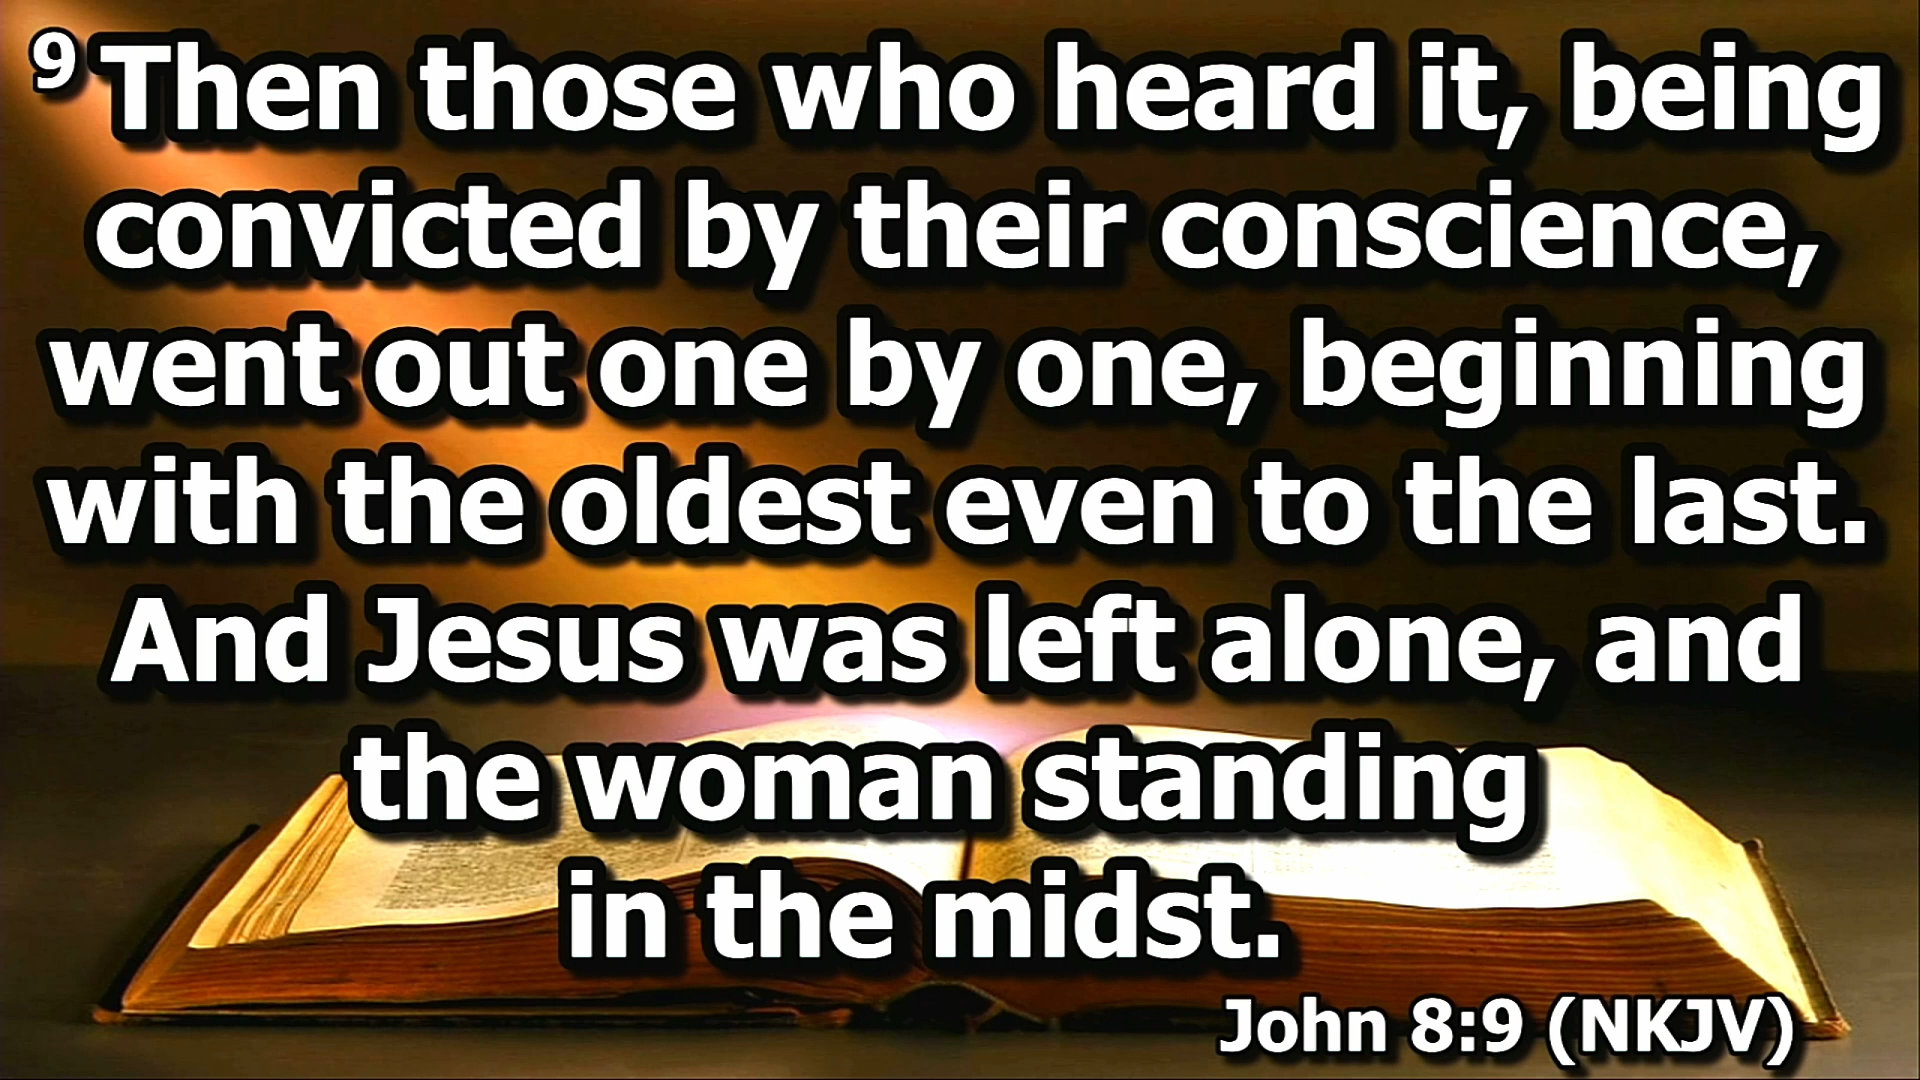 9 Then those who heard it, being
convicted by their conscience,
went out one by one, beginning
with the oldest even to the last.
And Jesus was left alone, and
the woman standing
in the midst.
John 8:9 (NKJV)